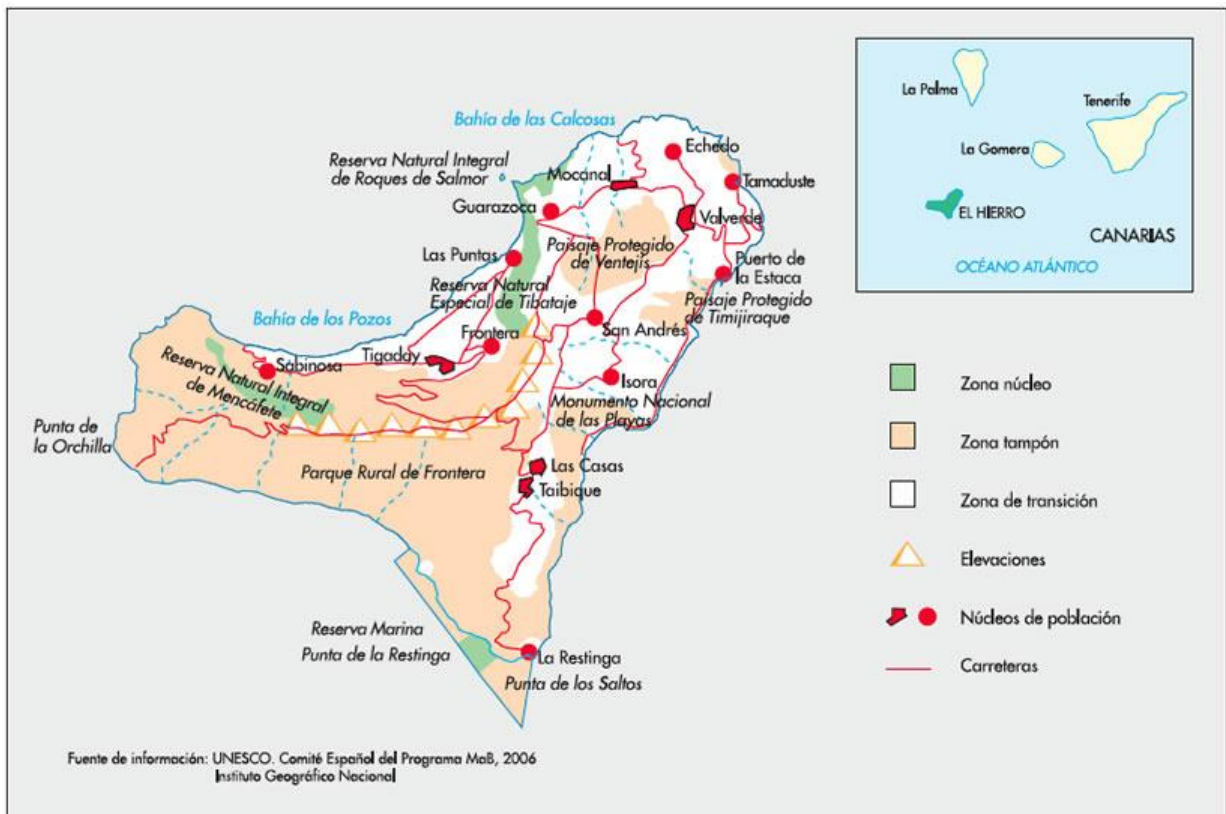 Bahía de las Calcosas
Reserva Natural Integral
de Roques de Salmor
Echedo
Mocanal
Tamaduste
Guarazoca
Valverde
Las Puntas
Paisaje Protegido
de Ventejis
Puerto de
la Estaca
Reserva Natural
Especial de Tibataje
Paisaje Protegido
de Timijiraque
Bahía de los Pozos
Frontera
San Andrés
Tigaday
Sabinosa
Reserva Natural Integral
de Mencáfete
Isora
Monumento Nacional
de las Playas
Punta de
la Orchilla
Parque Rural de Frontera
Las Casas
Taibique
Reserva Marina
Punta de la Restinga
La Restinga
Punta de los Saltos
La Palma
Tenerife
La Gomera
EL HIERRO
CANARIAS
OCÉANO ATLÁNTICO
Zona núcleo
Zona tampón
Zona de transición
Elevaciones
Núcleos de población
Carreteras
Fuente de información: UNESCO. Comité Español del Programa MaB, 2006
Instituto Geográfico Nacional